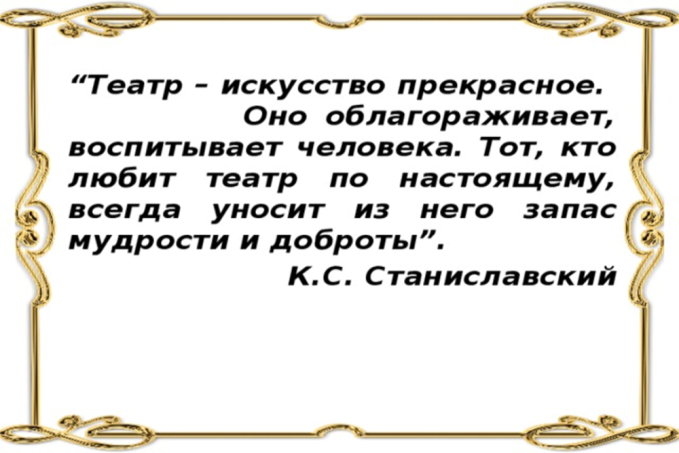 “Театр – искусство прекрасное.
Оно облагораживает,
воспитывает человека. Тот, кто
любит театр по настоящему,
всегда уносит из него запас
мудрости и доброты”.
К.С. Станиславский